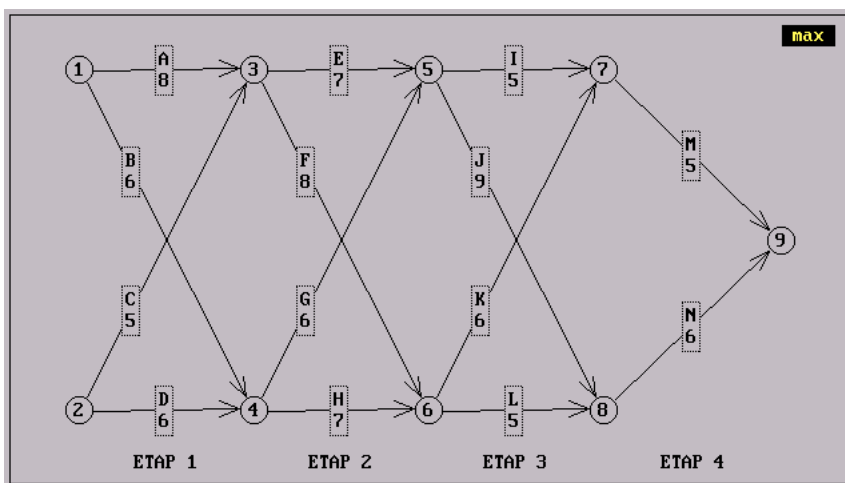 max
1 A 3 E 5 I 7
8 7 5
B F J M
6 8 9 5
9
C G K N
5 6 6 6
2 D 4 H 6 L 8
6 7 5
ETAP 1 ETAP 2 ETAP 3 ETAP 4